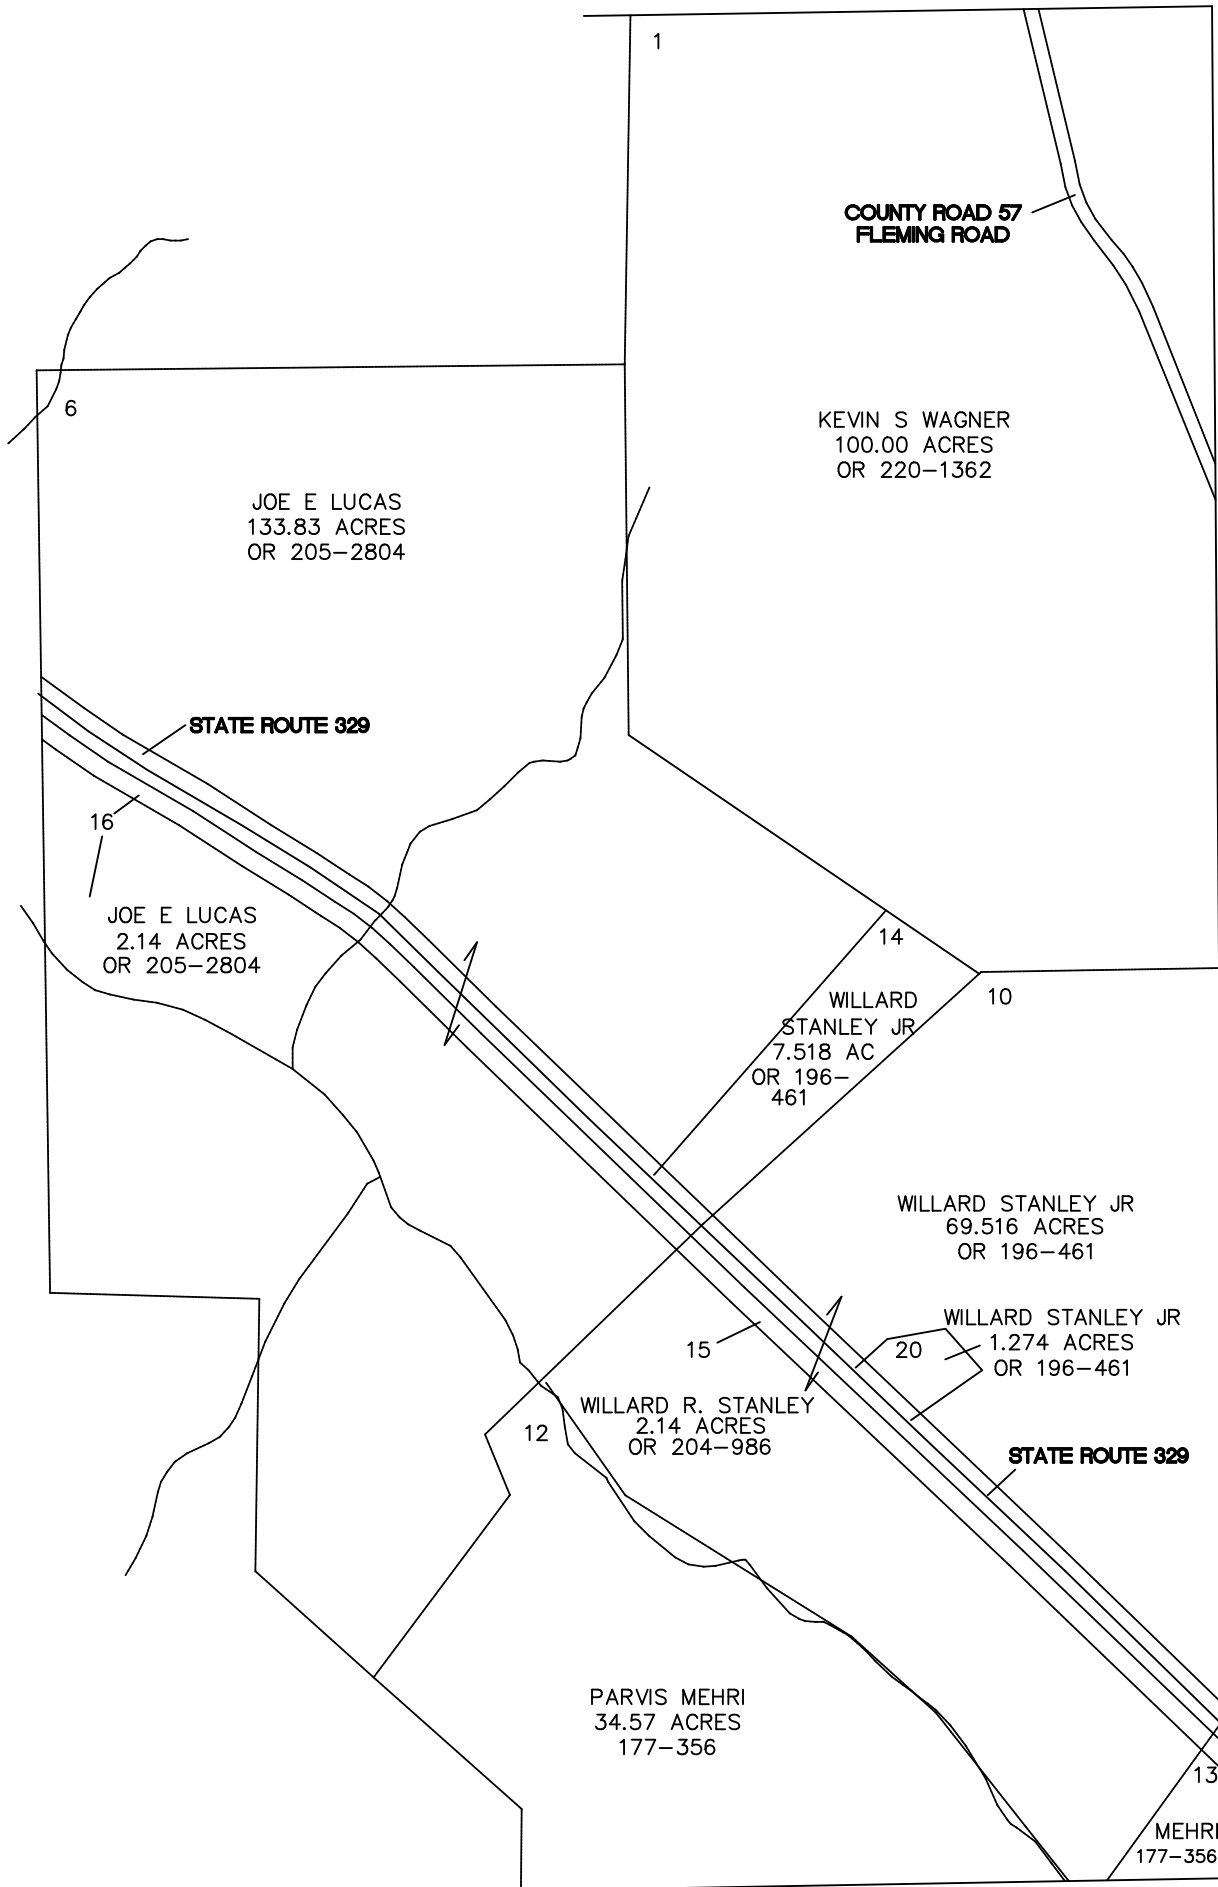 1
COUNTY ROAD 57
FLEMING ROAD
6
KEVIN S WAGNER
100.00 ACRES
OR 220-1362
JOE E LUCAS
133.83 ACRES
OR 205-2804
STATE ROUTE 329
16
JOE E LUCAS
2.14 ACRES
OR 205-2804
14
10
WILLARD
STANLEY JR
7.518 AC
OR 196-
461
WILLARD STANLEY JR
69.516 ACRES
OR 196-461
WILLARD STANLEY JR
1.274 ACRES
OR 196-461
20
15
WILLARD R. STANLEY
2.14 ACRES
OR 204-986
12
STATE ROUTE 329
PARVIS MEHRI
34.57 ACRES
177-356
13
MEHRI
177-356